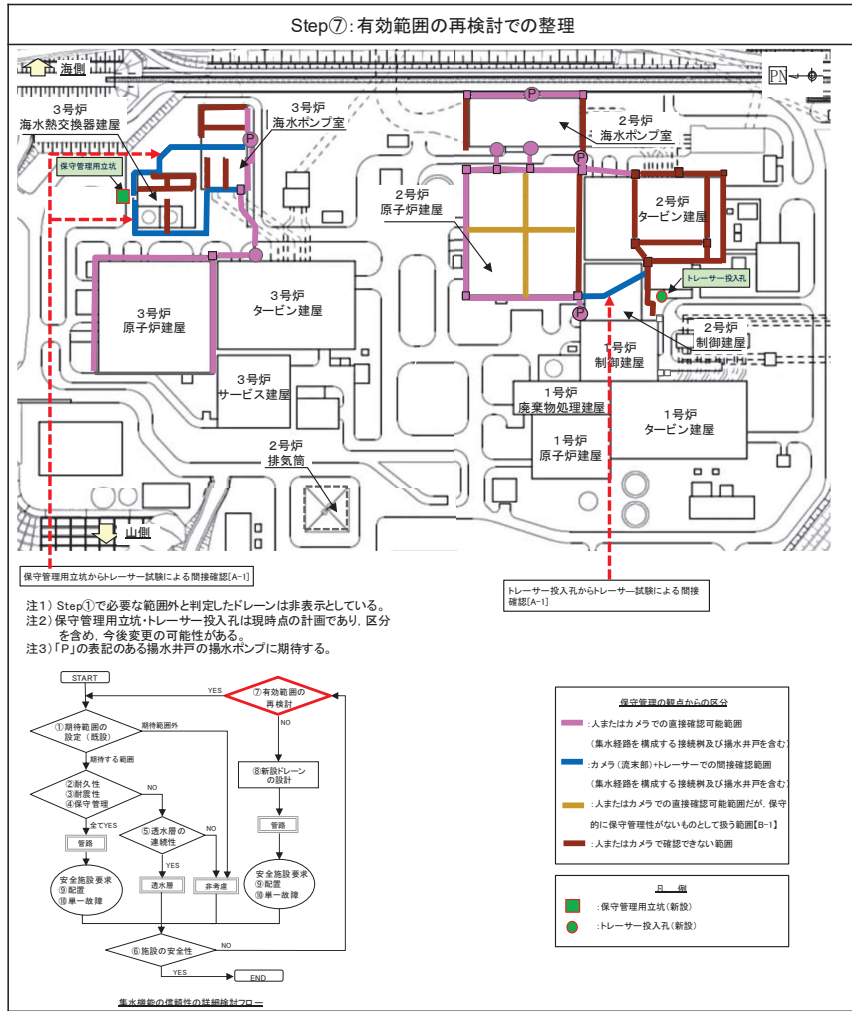 Step⑦:有効範囲の再検討での整理
海側
PN
3号炉
海水熱交換器建屋
3号炉
海水ポンプ室
P
P
P
2号炉
海水ポンプ室
保守管理用立坑
2号炉
原子炉建屋
2号炉
タービン建屋
トレーサー投入孔
3号炉
原子炉建屋
3号炉
タービン建屋
P
2号炉
制御建屋
1号炉
制御建屋
3号炉
サービス建屋
1号炉
廃棄物処理建屋
1号炉
タービン建屋
1号炉
原子炉建屋
2号炉
排気筒
山側
保守管理用立坑からトレーサー試験による間接確認[A-1]
トレーサー投入孔からトレーサー試験による間接
確認[A-1]
注1) Step①で必要な範囲外と判定したドレーンは非表示としている。
注2) 保守管理用立坑・トレーサー投入孔は現時点の計画であり、区分
を含め、今後変更の可能性がある。
注3)「P」の表記のある揚水井戸の揚水ポンプに期待する。
START
YES
⑦有効範囲の
再検討
NO
①期待範囲の
設定(既設)
期待範囲外
期待する範囲
⑧新設ドレーン
の設計
②耐久性
③耐震性
④保守管理
NO
全てYES
管路
⑤透水層の
連続性
NO
YES
管路
安全施設要求
⑨配置
⑩単一故障
透水層
非考慮
安全施設要求
⑨配置
⑩単一故障
⑥施設の安全性
NO
YES
END
集水機能の信頼性の詳細検討フロー
保守管理の観点からの区分
:人またはカメラでの直接確認可能範囲
(集水経路を構成する接続桝及び揚水井戸を含む)
:カメラ(流末部)+トレーサーでの間接確認範囲
(集水経路を構成する接続桝及び揚水井戸を含む)
:人またはカメラでの直接確認可能範囲だが、保守
的に保守管理性がないものとして扱う範囲【B-1】
:人またはカメラで確認できない範囲
凡 例
:保守管理用立坑(新設)
:トレーサー投入孔(新設)